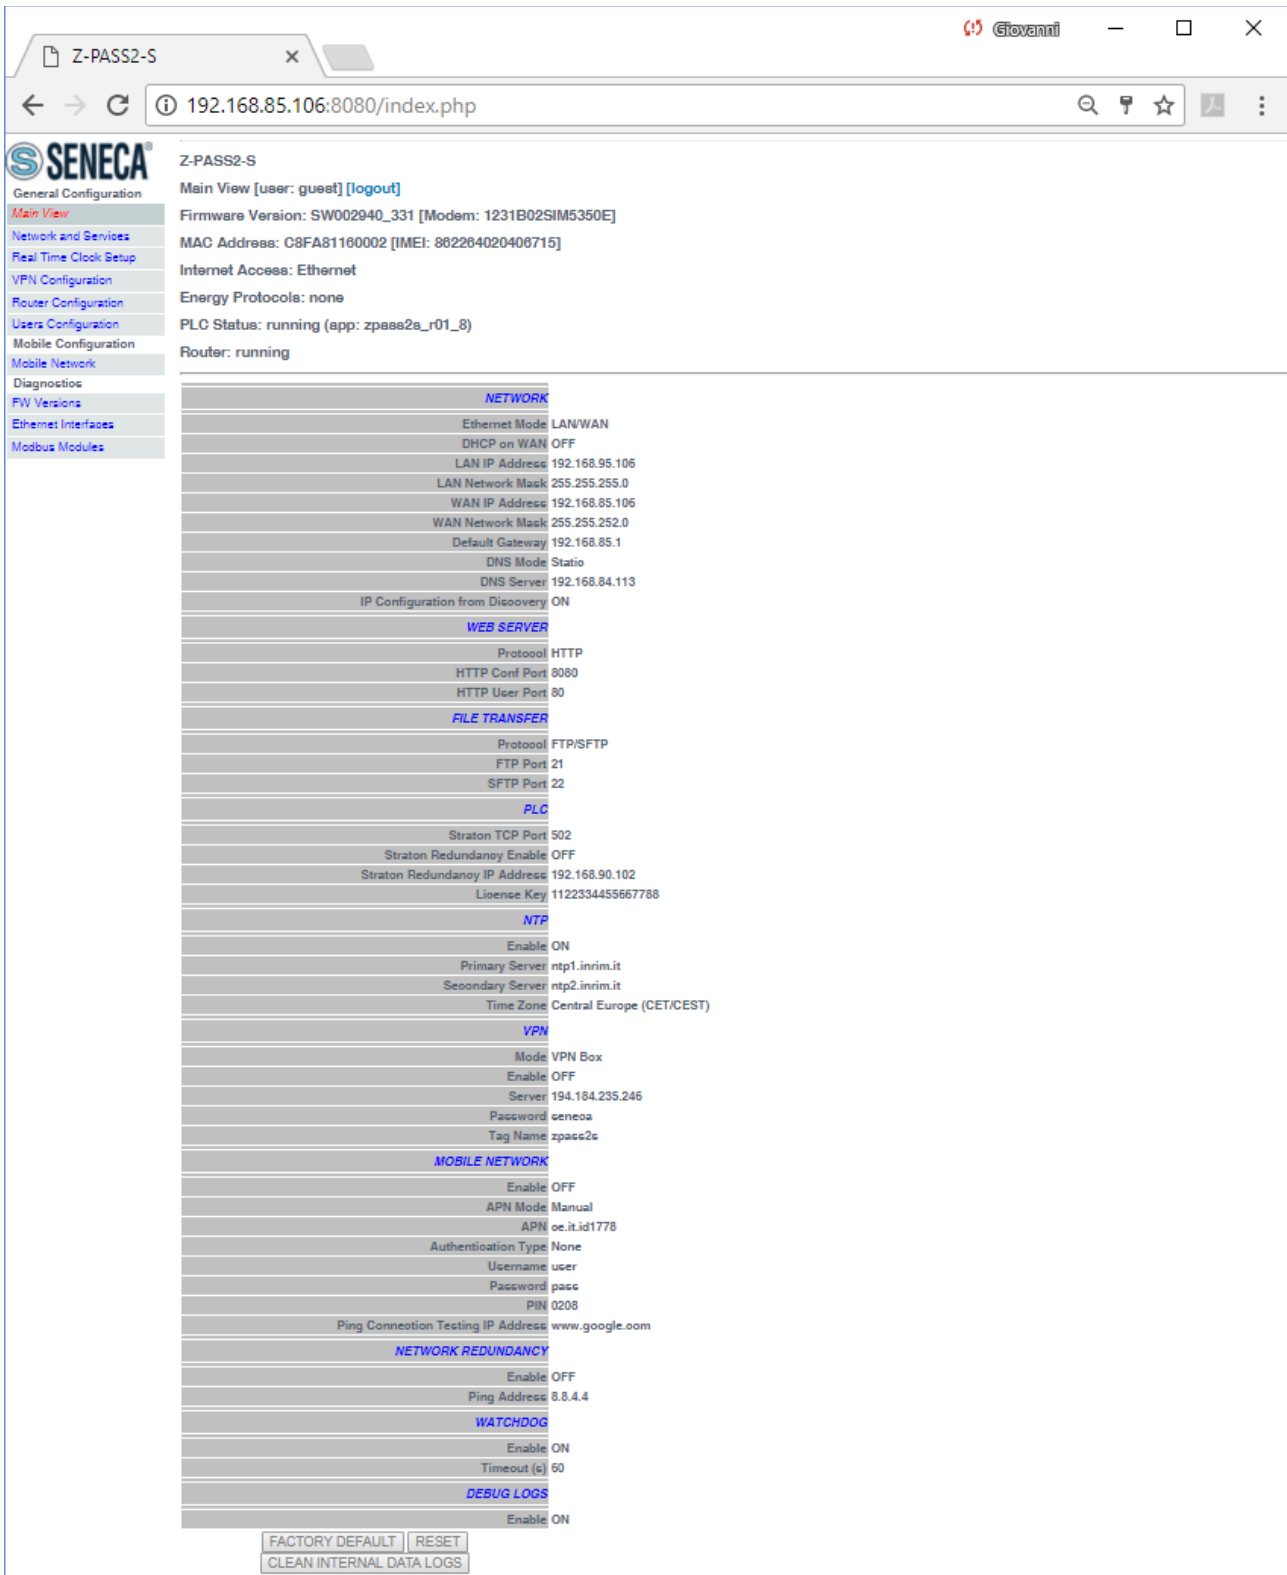 Giovanni
Z-PASS2-S
192.168.85.106:8080/index.php
SENECA®
General Configuration
Main View
Network and Services
Real Time Clock Setup
VPN Configuration
Router Configuration
Users Configuration
Mobile Configuration
Mobile Network
Diagnostics
FW Versions
Ethernet Interfaces
Modbus Modules
Z-PASS2-S
Main View [user: guest] [logout]
Firmware Version: SW002940_331 [Modem: 1231B02SIM5350E]
MAC Address: C8FA81160002 [IMEI: 862264020406715]
Internet Access: Ethernet
Energy Protocols: none
PLC Status: running (app: zpass2s_r01_8)
Router: running
NETWORK
Ethernet Mode LAN/WAN
DHCP on WAN OFF
LAN IP Address 192.168.95.106
LAN Network Mask 255.255.255.0
WAN IP Address 192.168.85.106
WAN Network Mask 255.255.252.0
Default Gateway 192.168.85.1
DNS Mode Static
DNS Server 192.168.84.113
IP Configuration from Discovery ON
WEB SERVER
Protocol HTTP
HTTP Conf Port 8080
HTTP User Port 80
FILE TRANSFER
Protocol FTP/SFTP
FTP Port 21
SFTP Port 22
PLC
Straton TCP Port 502
Straton Redundancy Enable OFF
Straton Redundancy IP Address 192.168.90.102
License Key 1122334455667788
NTP
Enable ON
Primary Server ntp1.inrim.it
Secondary Server ntp2.inrim.it
Time Zone Central Europe (CET/CEST)
VPN
Mode VPN Box
Enable OFF
Server 194.184.235.246
Password seneca
Tag Name zpass2s
MOBILE NETWORK
Enable OFF
APN Mode Manual
APN oe.it.id1778
Authentication Type None
Username user
Password pass
PIN 0208
Ping Connection Testing IP Address www.google.com
NETWORK REDUNDANCY
Enable OFF
Ping Address 8.8.4.4
WATCHDOG
Enable ON
Timeout (s) 60
DEBUG LOGS
Enable ON
FACTORY DEFAULT RESET
CLEAN INTERNAL DATA LOGS